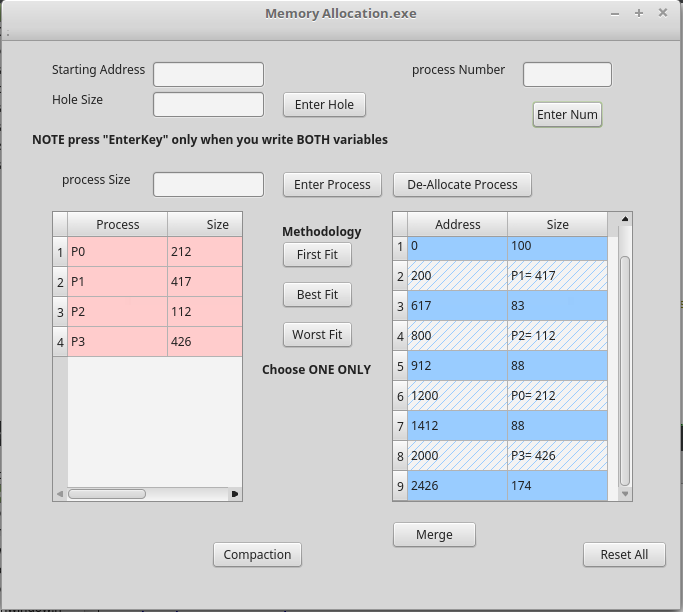 Memory Allocation.exe
Starting Address
process Number
Hole Size
Enter Hole
Enter Num
NOTE press "EnterKey" only when you write BOTH variables
process Size
Enter Process
De-Allocate Process
Process Size
1 P0 212
2 P1 417
3 P2 112
4 P3 426
Methodology
First Fit
Best Fit
Worst Fit
Choose ONE ONLY
Address Size
1 0 100
2 200 P1= 417
3 617 83
4 800 P2= 112
5 912 88
6 1200 P0= 212
7 1412 88
8 2000 P3= 426
9 2426 174
Merge
Compaction
Reset All